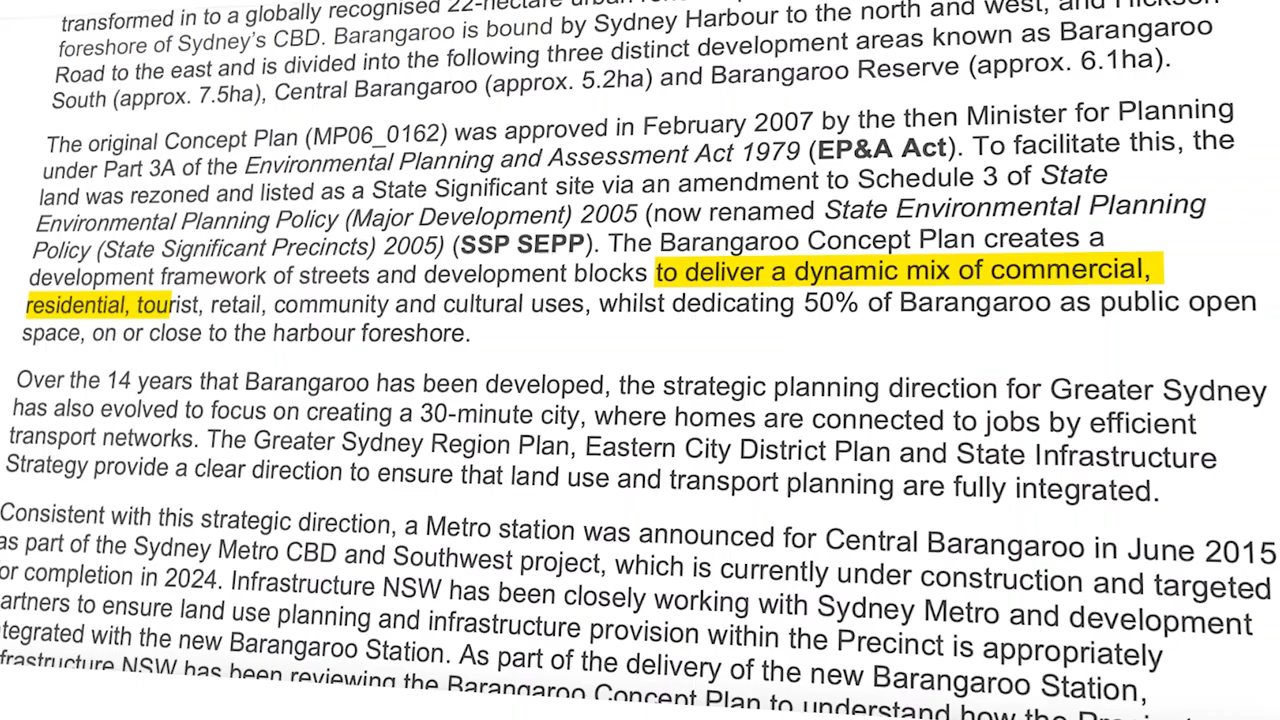 transformed in to a globally recognised 22-hectare urban
foreshore of Sydney's CBD. Barangaroo is bound by Sydney Harbour to the north and west, and Hickson
Road to the east and is divided into the following three distinct development areas known as Barangaroo
South (approx. 7.5ha), Central Barangaroo (approx. 5.2ha) and Barangaroo Reserve (approx. 6.1ha).
The original Concept Plan (MP06_0162) was approved in February 2007 by the then Minister for Planning
under Part 3A of the Environmental Planning and Assessment Act 1979 (EP&A Act). To facilitate this, the
land was rezoned and listed as a State Significant site via an amendment to Schedule 3 of State
Environmental Planning Policy (Major Development) 2005 (now renamed State Environmental Planning
Policy (State Significant Precincts) 2005) (SSP SEPP). The Barangaroo Concept Plan creates a
development framework of streets and development blocks to deliver a dynamic mix of commercial,
residential, tourist, retail, community and cultural uses, whilst dedicating 50% of Barangaroo as public open
space, on or close to the harbour foreshore.
Over the 14 years that Barangaroo has been developed, the strategic planning direction for Greater Sydney
has also evolved to focus on creating a 30-minute city, where homes are connected to jobs by efficient
transport networks. The Greater Sydney Region Plan, Eastern City District Plan and State Infrastructure
Strategy provide a clear direction to ensure that land use and transport planning are fully integrated.
Consistent with this strategic direction, a Metro station was announced for Central Barangaroo in June 2015
as part of the Sydney Metro CBD and Southwest project, which is currently under construction and targeted
or completion in 2024. Infrastructure NSW has been closely working with Sydney Metro and development
artners to ensure land use planning and infrastructure provision within the Precinct is appropriately
tegrated with the new Barangaroo Station. As part of the delivery of the new Barangaroo Station,
frastructure NSW has been reviewing the Barangaroo Concept Plan to understand how the